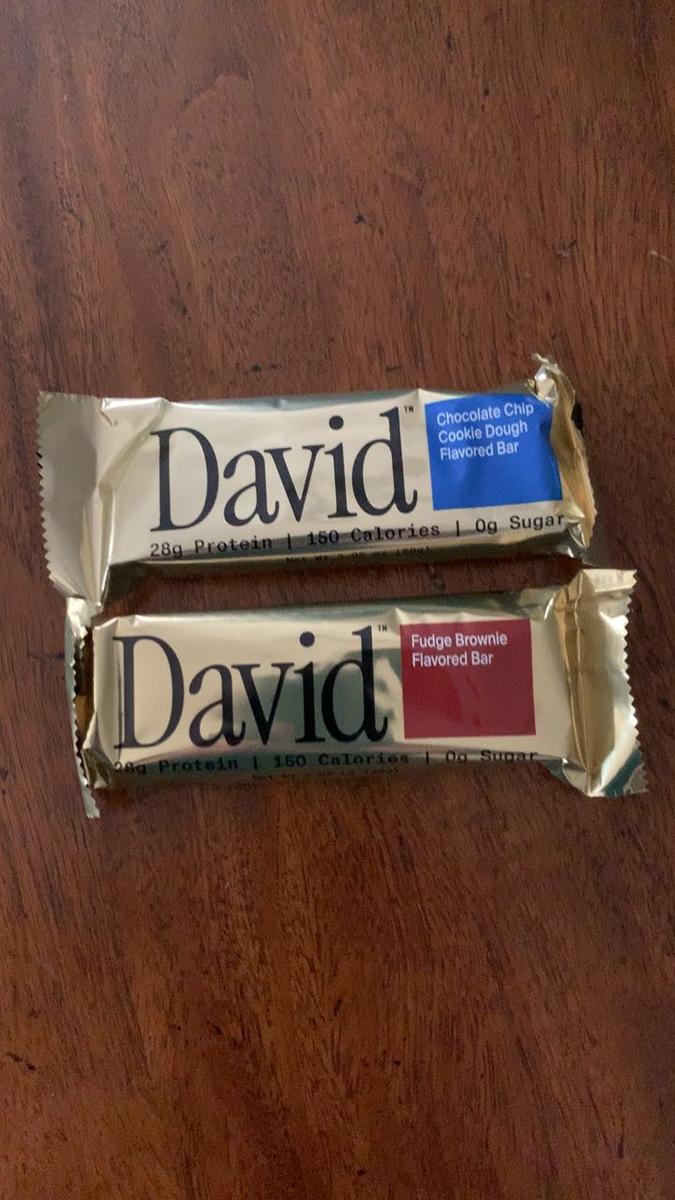 David™
Chocolate Chip
Cookie Dough
Flavored Bar
28g Protein | 150 Calories | 0g Sugar
David™
Fudge Brownie
Flavored Bar
28g Protein | 150 Calories | 0g Sugar